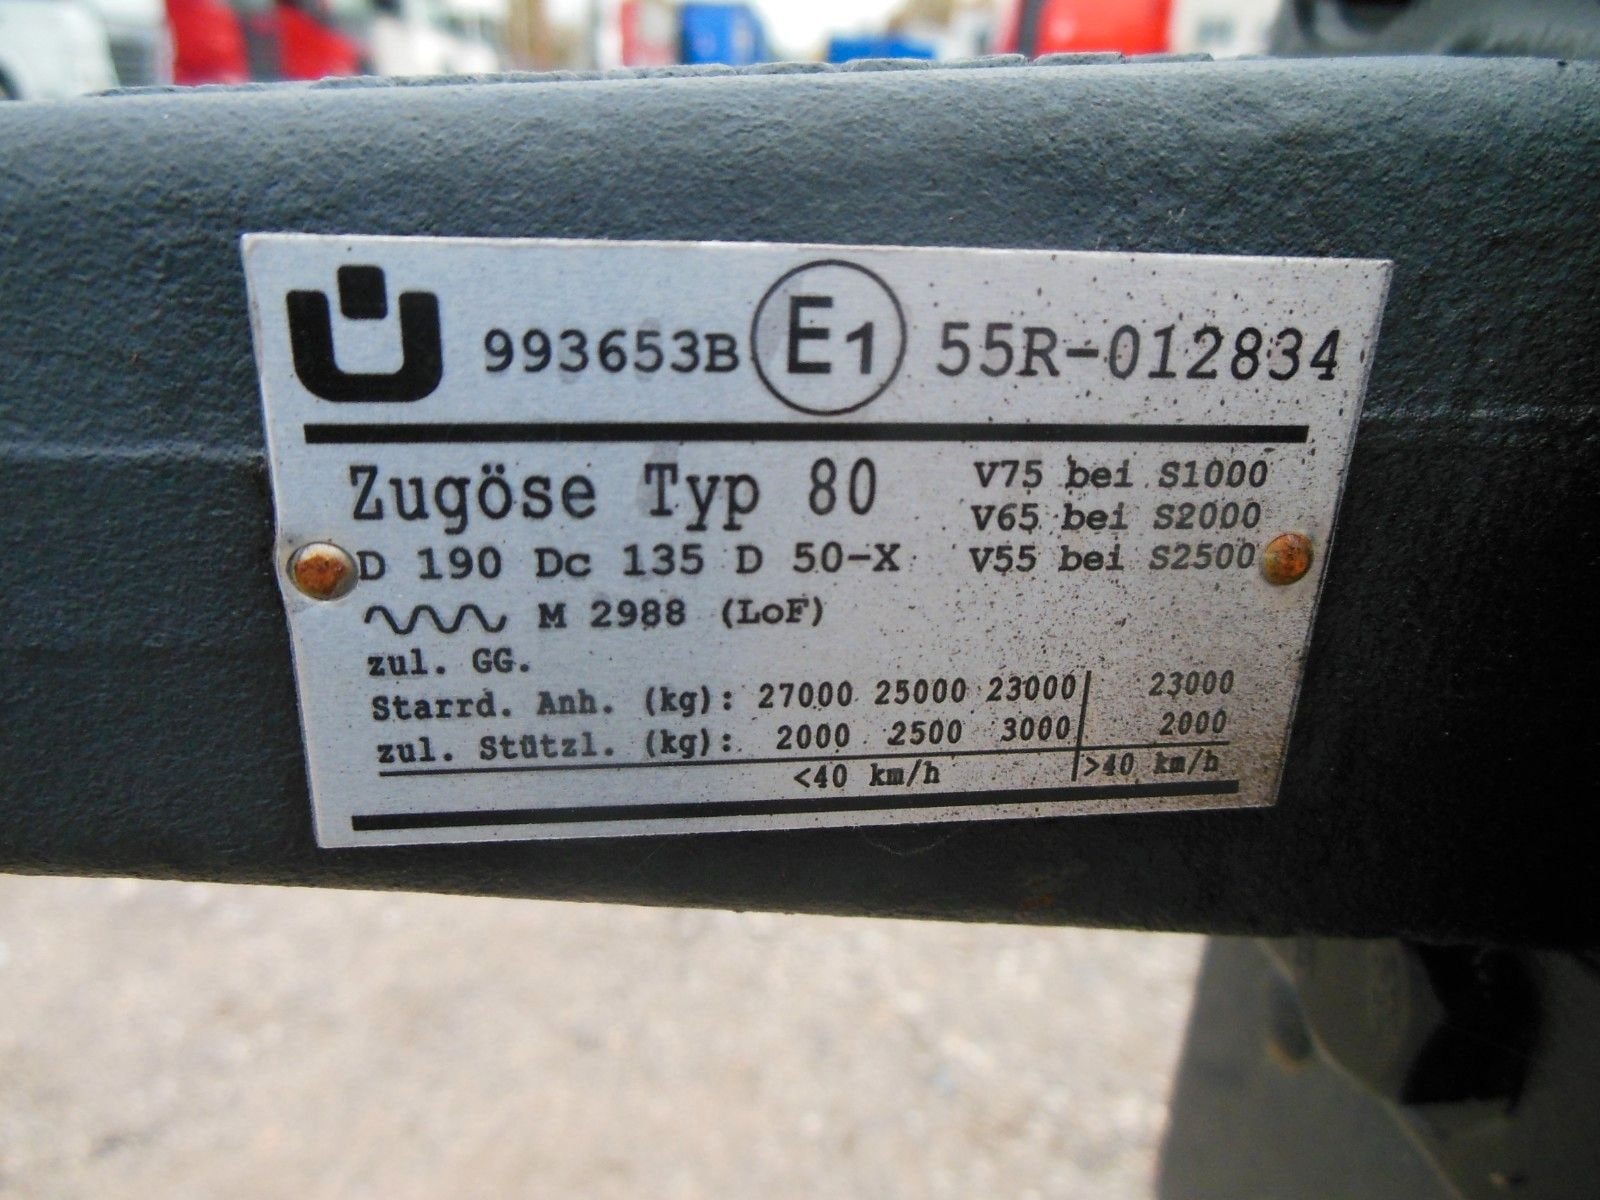 993653B E1 55R-012834
Zugöse Typ 80
D 190 Dc 135 D 50-X
V75 bei S1000
V65 bei S2000
V55 bei S2500
M 2988 (LoF)
zul. GG.
Starrd. Anh. (kg): 27000 25000 23000 23000
zul. Stützl. (kg): 2000 2500 3000 2000
<40 km/h >40 km/h